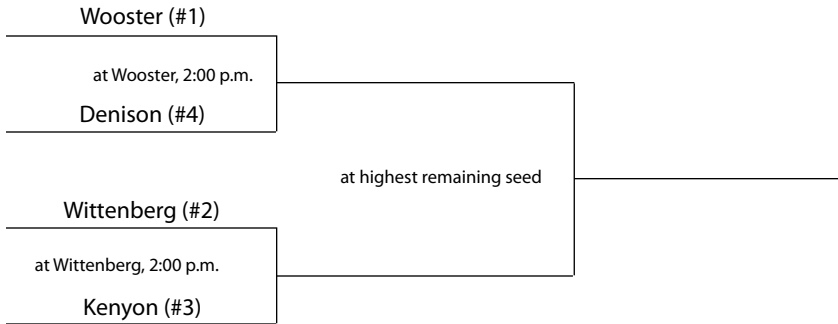 Wooster (#1)
at Wooster, 2:00 p.m.
Denison (#4)
at highest remaining seed
Wittenberg (#2)
at Wittenberg, 2:00 p.m.
Kenyon (#3)